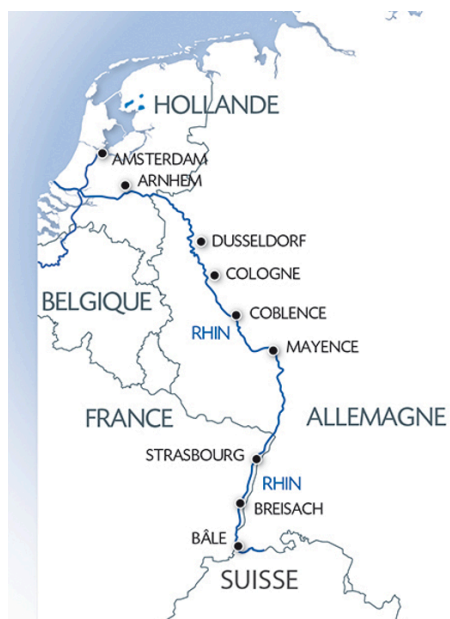 HOLLANDE
AMSTERDAM
ARNHEM
DUSSELDORF
COLOGNE
BELGIQUE
COBLENCE
RHIN
MAYENCE
FRANCE
ALLEMAGNE
STRASBOURG
RHIN
BREISACH
BÂLE
SUISSE